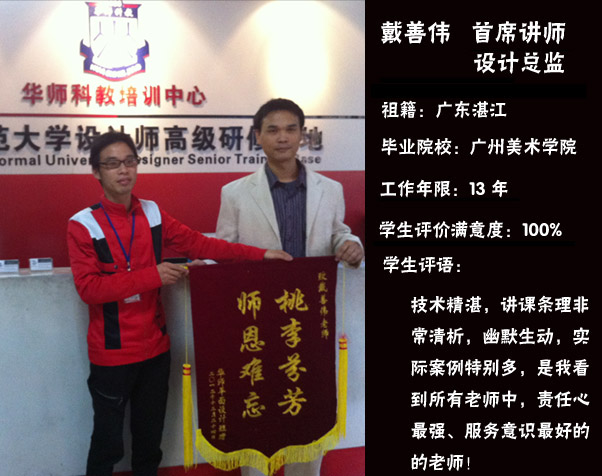 华师科教培训中心
范大学设计师高级研修 地
ormal Univer esigner Senior Train ase
戴善伟老师
桃李芬芳
师恩难忘
戴善伟 首席讲师
设计总监
祖籍：广东湛江
毕业院校：广州美术学院
工作年限：13 年
学生评价满意度：100%
学生评语：
技术精湛，讲课条理非
常清析，幽默生动，实
际案例特别多，是我看
到所有老师中，责任心
最强、服务意识最好的
的老师！